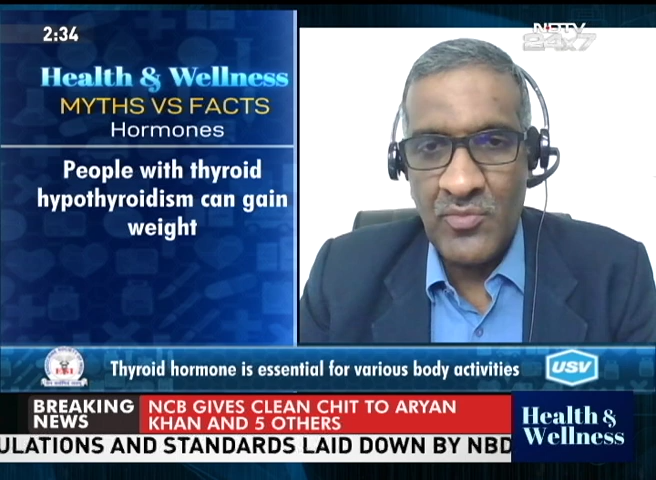 2:34
NDTV
24x7
Health & Wellness
MYTHS VS FACTS
Hormones
People with thyroid
hypothyroidism can gain
weight
Thyroid hormone is essential for various body activities
USV
BREAKING
NEWS
NCB GIVES CLEAN CHIT TO ARYAN
KHAN AND 5 OTHERS
Health &
Wellness
ULATIONS AND STANDARDS LAID DOWN BY NBD